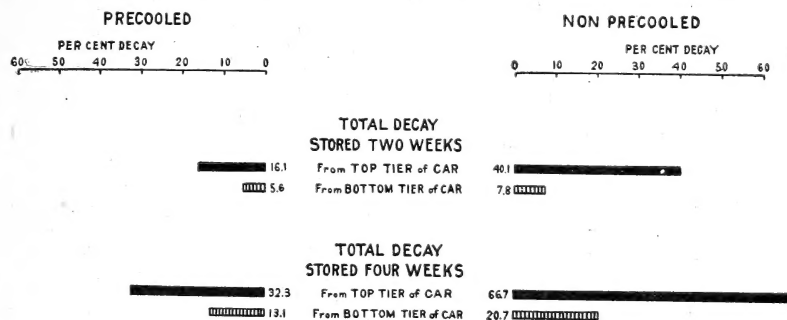 PRECOOLED
NON PRECOOLED
PER CENT DECAY
PER CENT DECAY
60 50 40 30 20 10 0
0 10 20 30 40 50 60
TOTAL DECAY
STORED TWO WEEKS
16.1 From TOP TIER of CAR 40.1
5.6 From BOTTOM TIER of CAR 7.8
TOTAL DECAY
STORED FOUR WEEKS
32.3 From TOP TIER of CAR 66.7
13.1 From BOTTOM TIER of CAR 20.7